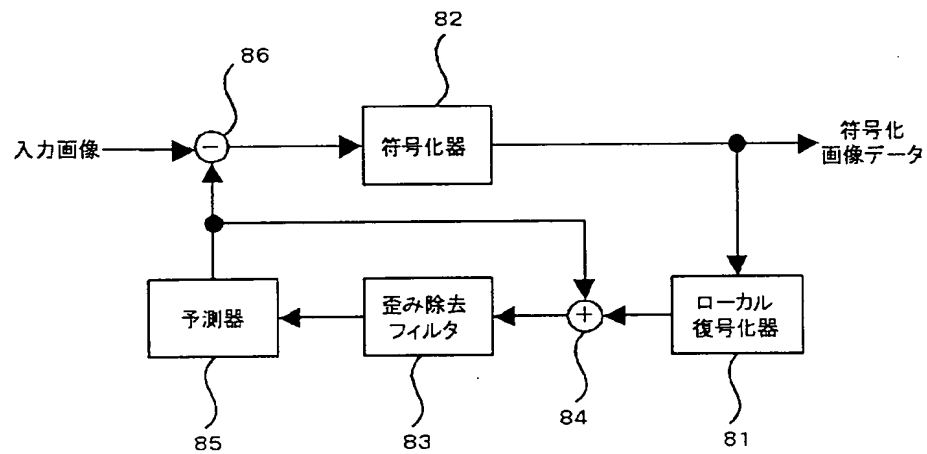 86
82
入力画像
−
符号化器
符号化
画像データ
予測器
歪み除去
フィルタ
+
ローカル
復号化器
85
83
84
81